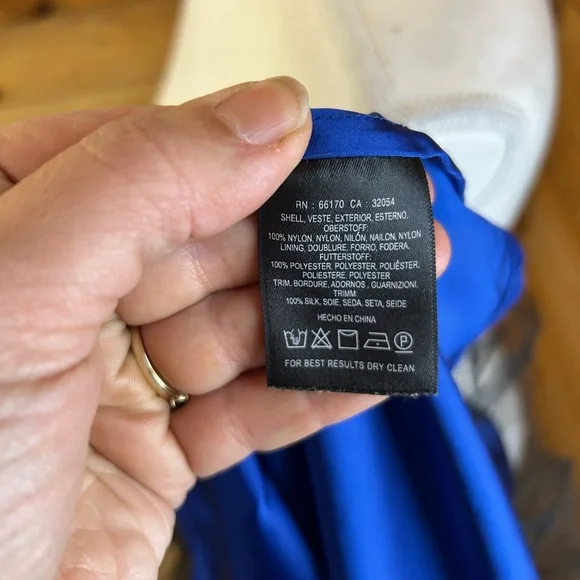 RN : 66170 CA : 32054
SHELL, VESTE, EXTERIOR, ESTERNO,
OBERSTOFF:
100% NYLON, NYLON, NILÓN, NAILON, NYLON
LINING, DOUBLURE, FORRO, FODERA,
FUTTERSTOFF:
100% POLYESTER, POLYESTER, POLIÉSTER,
POLIESTERE, POLYESTER
TRIM, BORDURE, ADORNOS , GUARNIZIONI,
TRIMM:
100% SILK, SOIE, SEDA, SETA, SEIDE
HECHO EN CHINA
P
FOR BEST RESULTS DRY CLEAN